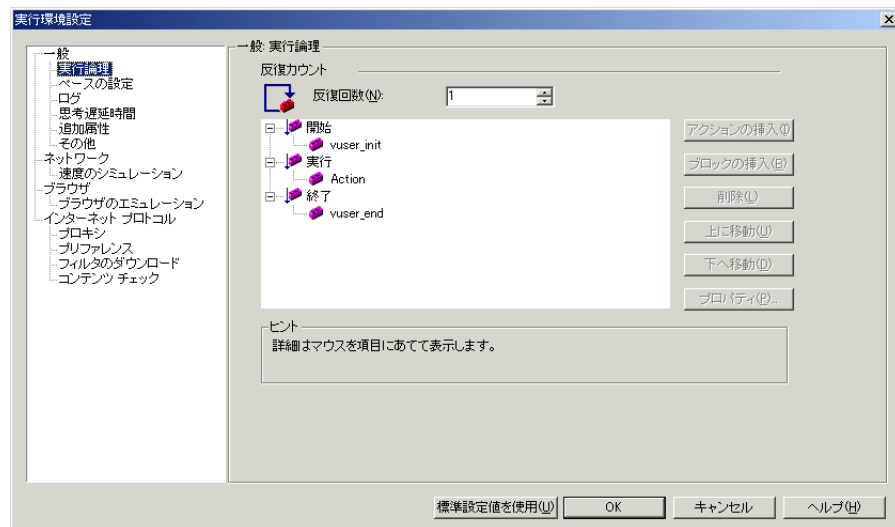 実行環境設定
一般
実行論理
ペースの設定
ログ
思考遅延時間
追加属性
その他
ネットワーク
速度のシミュレーション
ブラウザ
ブラウザのエミュレーション
インターネット プロトコル
プロキシ
プリファレンス
フィルタのダウンロード
コンテンツ チェック
一般: 実行論理
反復カウント
反復回数(N):
1
開始
vuser_init
実行
Action
終了
vuser_end
アクションの挿入(I)
ブロックの挿入(B)
削除(L)
上に移動(U)
下へ移動(D)
プロパティ(P)...
ヒント
詳細はマウスを項目にあてて表示します。
標準設定値を使用(U)
OK
キャンセル
ヘルプ(H)